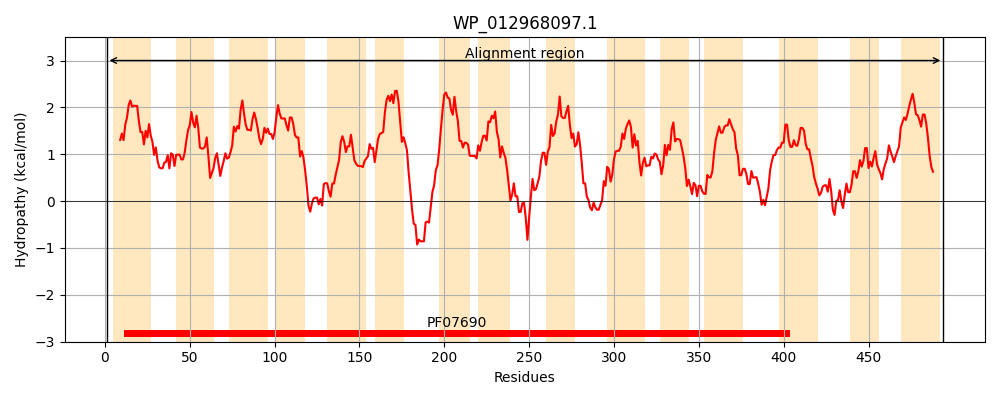 WP_012968097.1
Alignment region
PF07690
3
2
1
0
−1
−2
−3
Hydropathy (kcal/mol)
0 50 100 150 200 250 300 350 400 450
Residues